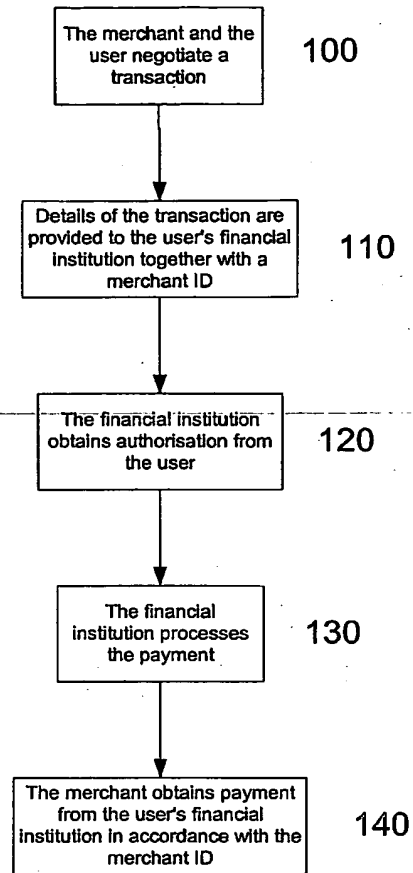 The merchant and the
user negotiate a
transaction
100
Details of the transaction are
provided to the user's financial
institution together with a
merchant ID
110
The financial institution
obtains authorisation from
the user
120
The financial
institution processes
the payment
130
The merchant obtains payment
from the user's financial
institution in accordance with the
merchant ID
140